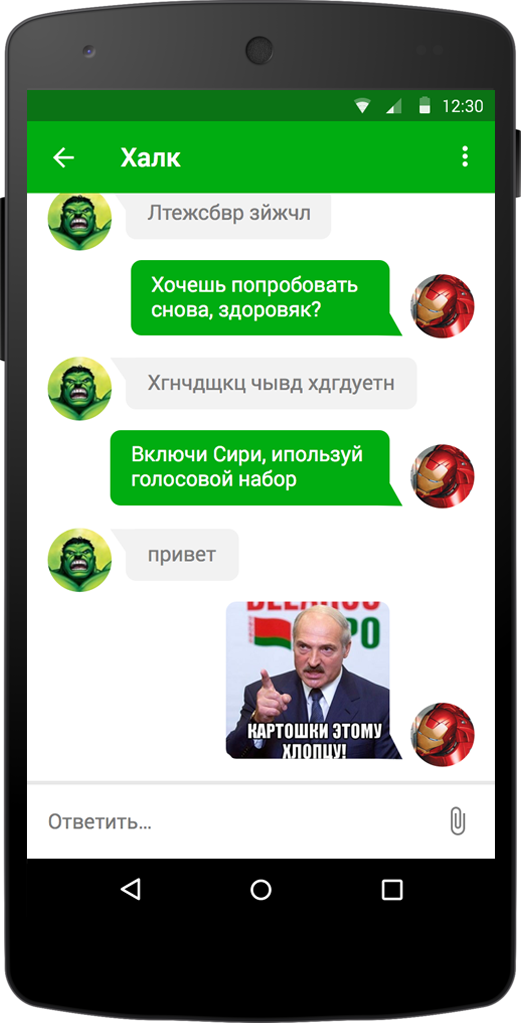 12:30
Халк
Лтежсбвр зйжчл
Хочешь попробовать
снова, здоровяк?
Хгнчдщкц чывд хдгдуетн
Включи Сири, ипользуй
голосовой набор
привет
BELARUS
КАРТОШКИ ЭТОМУ
ХЛОПЦУ!
Ответить...